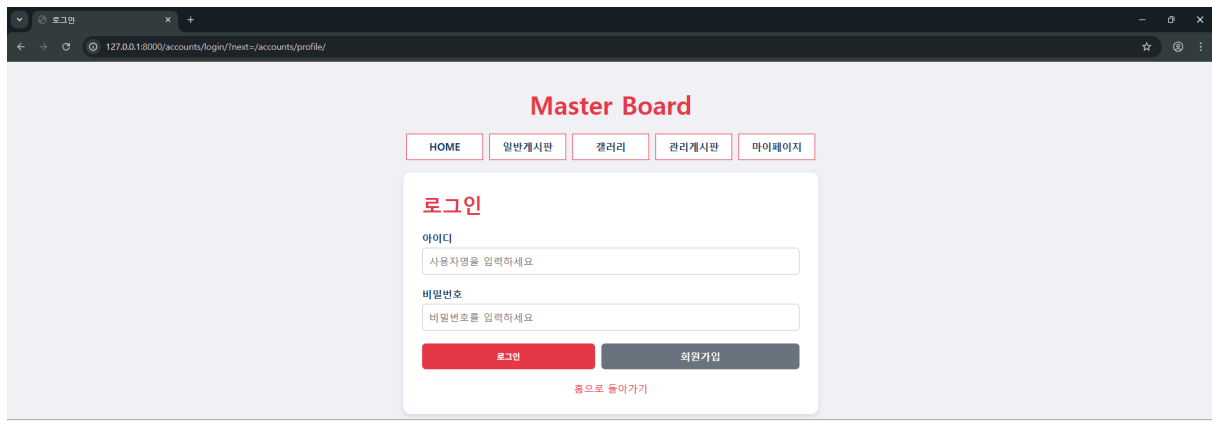 로그인
127.0.0.1:8000/accounts/login/?next=/accounts/profile/
Master Board
HOME 일반게시판 갤러리 관리게시판 마이페이지
로그인
아이디
사용자명을 입력하세요
비밀번호
비밀번호를 입력하세요
로그인 회원가입
홈으로 돌아가기